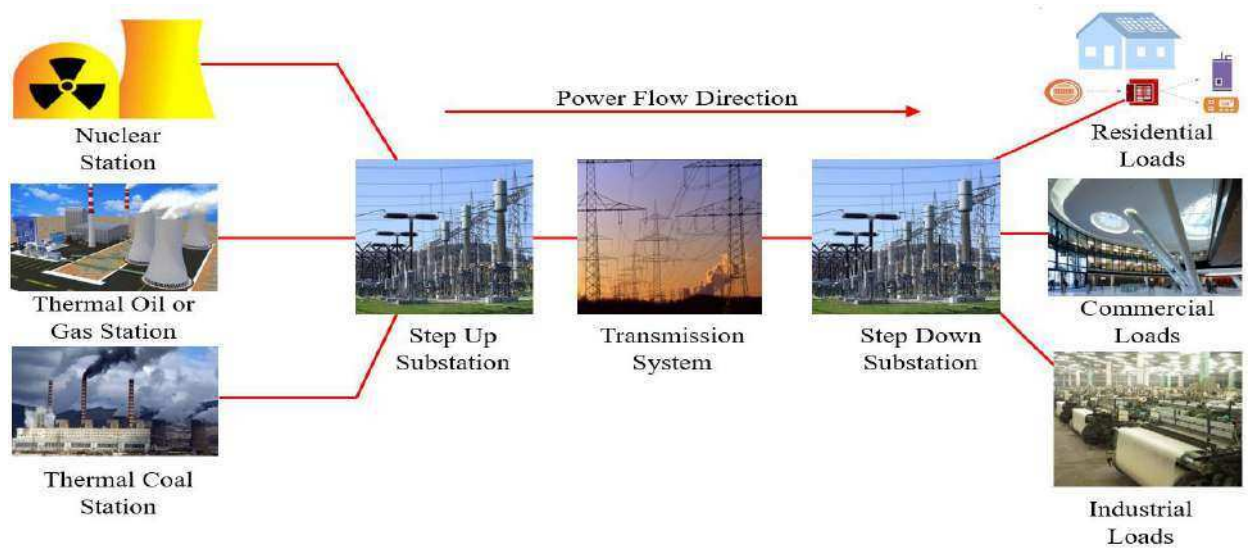 Power Flow Direction
Nuclear
Station
Thermal Oil or
Gas Station
Thermal Coal
Station
Step Up
Substation
Transmission
System
Step Down
Substation
Residential
Loads
Commercial
Loads
Industrial
Loads